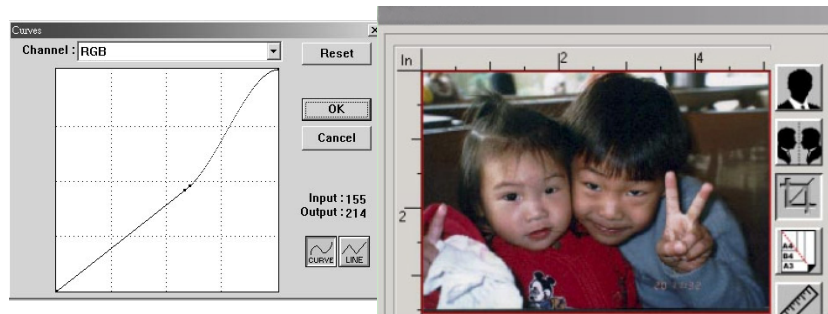 Curves
Channel : RGB
Reset
OK
Cancel
Input : 155
Output : 214
CURVE
LINE
In
2
4
2
A4
B4
A3